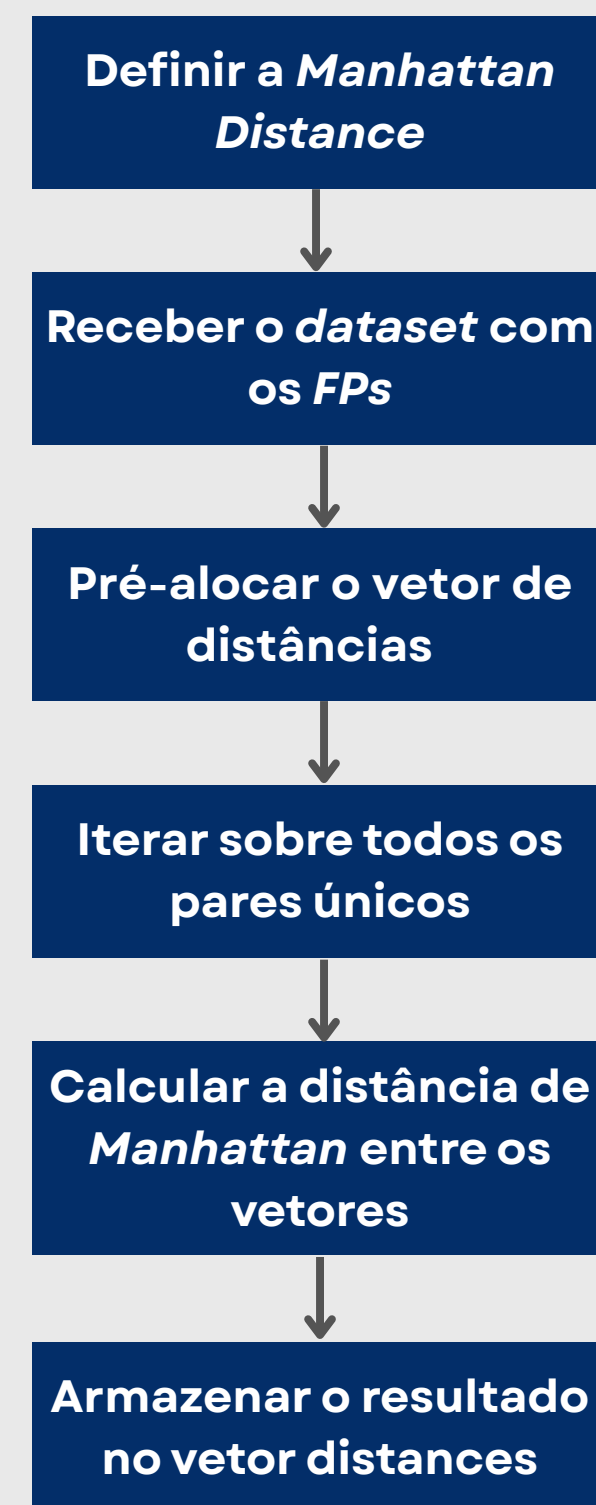 Definir a Manhattan
Distance
Receber o dataset com
os FPs
Pré-alocar o vetor de
distâncias
Iterar sobre todos os
pares únicos
Calcular a distância de
Manhattan entre os
vetores
Armazenar o resultado
no vetor distances